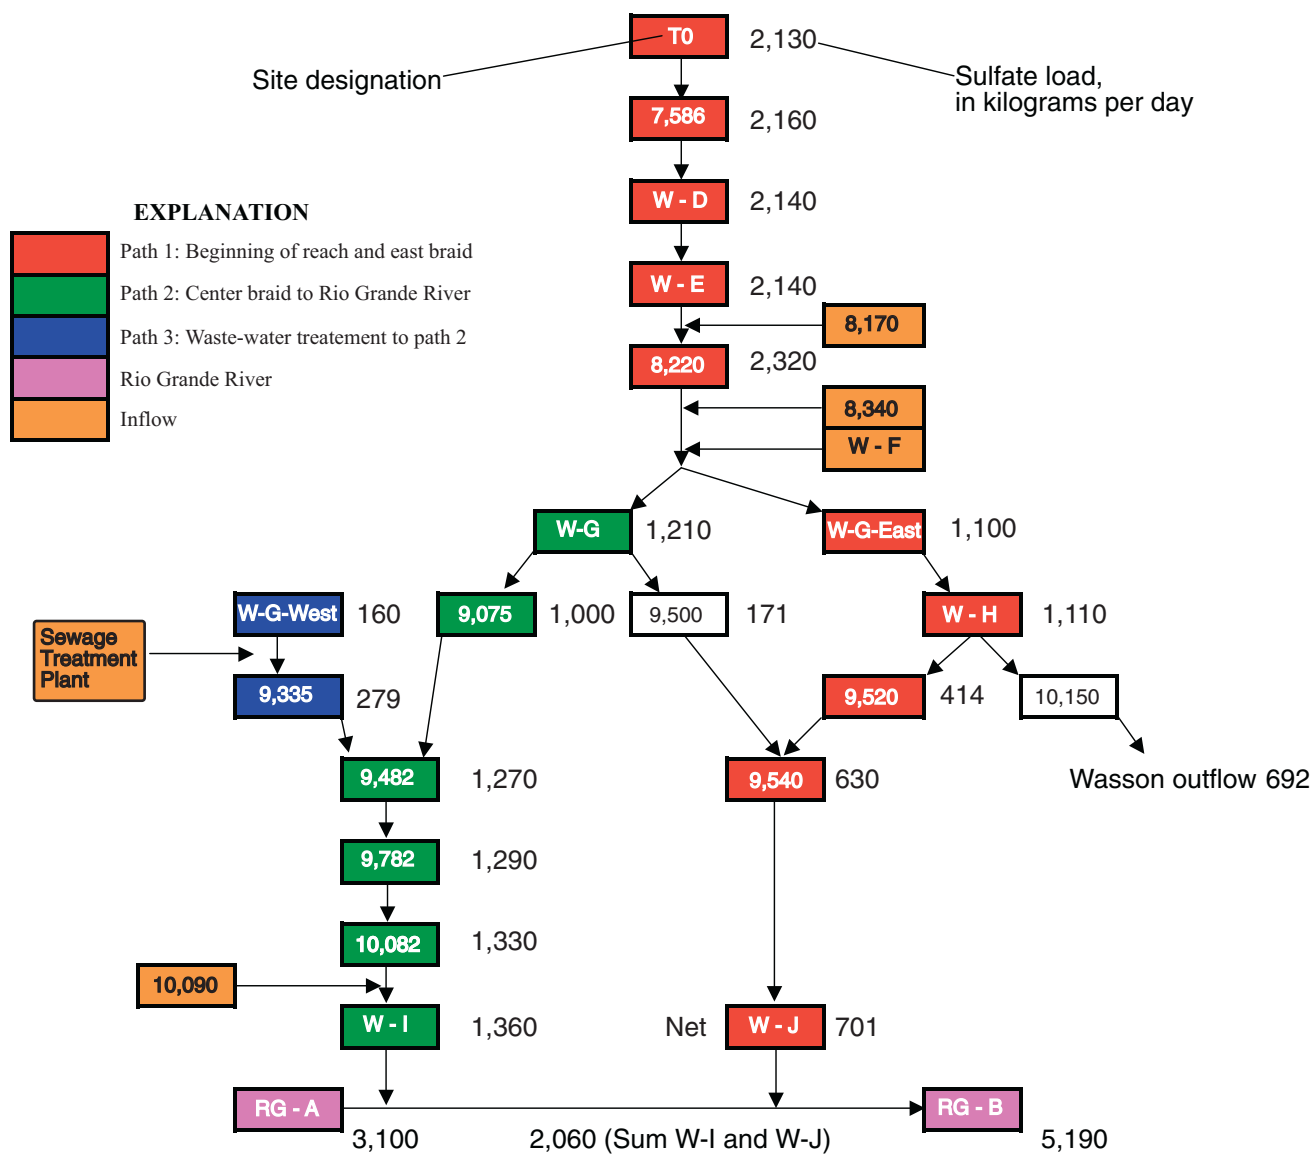 T0 2,130
Site designation
Sulfate load,
in kilograms per day
7,586 2,160
W - D 2,140
EXPLANATION
Path 1: Beginning of reach and east braid
Path 2: Center braid to Rio Grande River
Path 3: Waste-water treatement to path 2
Rio Grande River
Inflow
W - E 2,140
8,170
8,220 2,320
8,340
W - F
W-G 1,210
W-G-East 1,100
W-G-West 160
9,075 1,000
9,500 171
W - H 1,110
Sewage
Treatment
Plant
9,335 279
9,520 414
10,150
9,482 1,270
9,540 630
Wasson outflow 692
9,782 1,290
10,082 1,330
10,090
W - I 1,360
Net W - J 701
RG - A
RG - B
3,100
2,060 (Sum W-I and W-J)
5,190